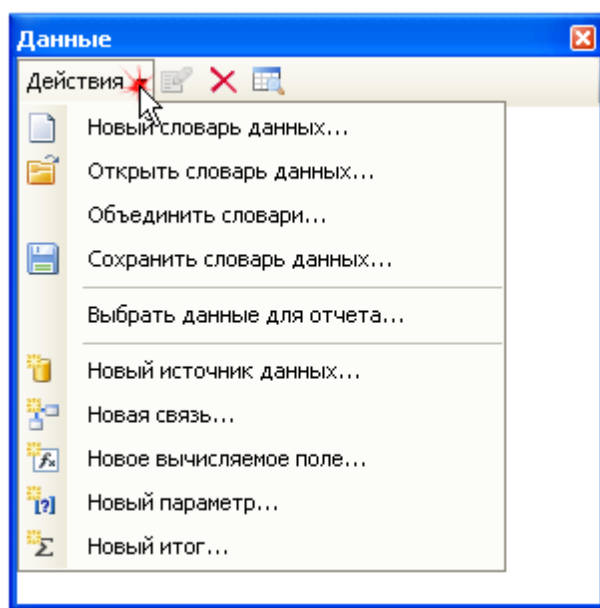 Данные
Действия
Новый словарь данных...
Открыть словарь данных...
Объединить словари...
Сохранить словарь данных...
Выбрать данные для отчета...
Новый источник данных...
Новая связь...
Новое вычисляемое поле...
Новый параметр...
Новый итог...